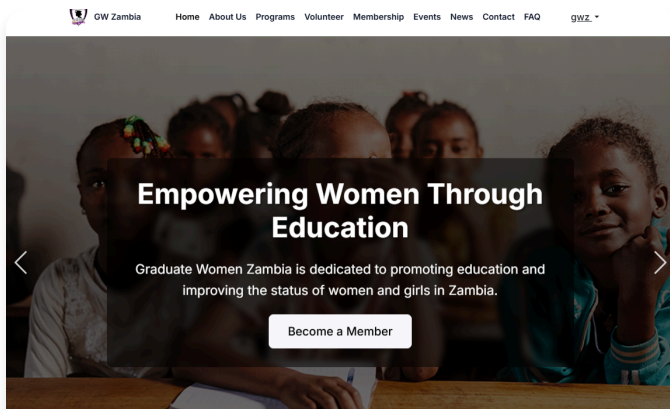 GW Zambia Home About Us Programs Volunteer Membership Events News Contact FAQ gwz
Empowering Women Through
Education
Graduate Women Zambia is dedicated to promoting education and
improving the status of women and girls in Zambia.
Become a Member